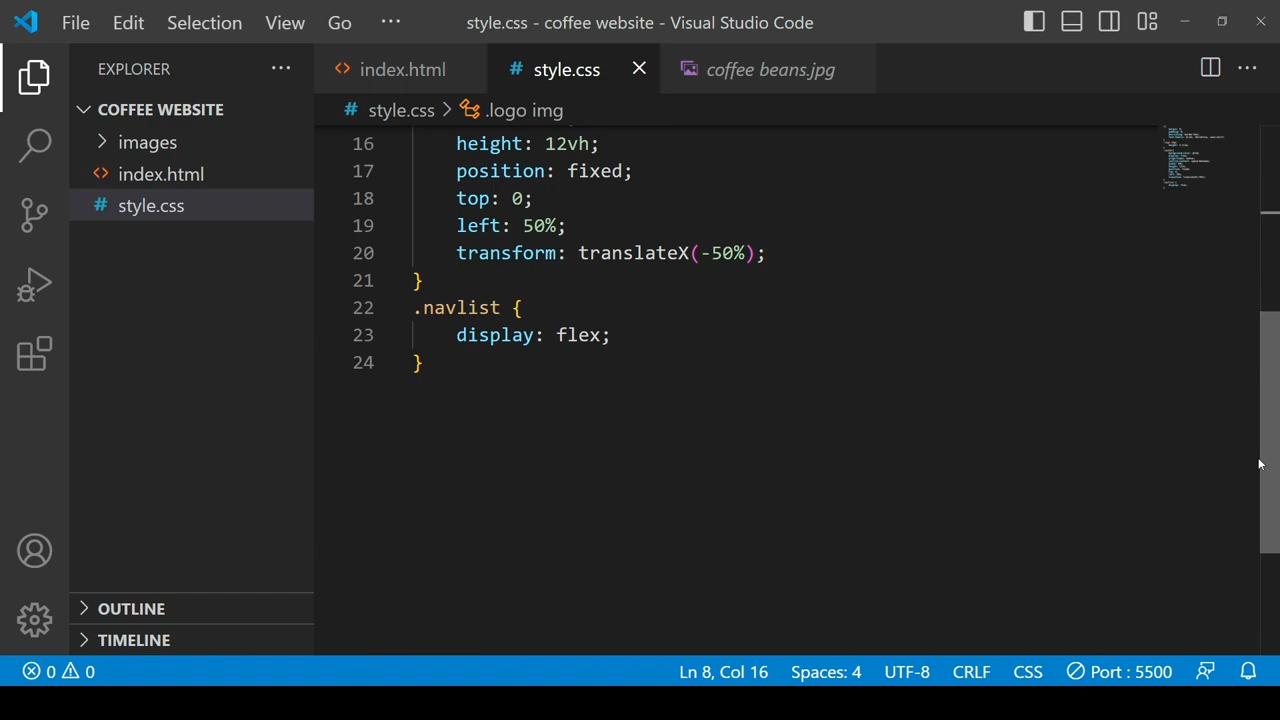 File Edit Selection View Go ··· style.css - coffee website - Visual Studio Code
EXPLORER ···
index.html style.css coffee beans.jpg ···
COFFEE WEBSITE
style.css > .logo img
images
index.html
style.css
16 height: 12vh;
17 position: fixed;
18 top: 0;
19 left: 50%;
20 transform: translateX(-50%);
21 }
22 .navlist {
23 display: flex;
24 }
OUTLINE
TIMELINE
0 0 Ln 8, Col 16 Spaces: 4 UTF-8 CRLF CSS Port : 5500